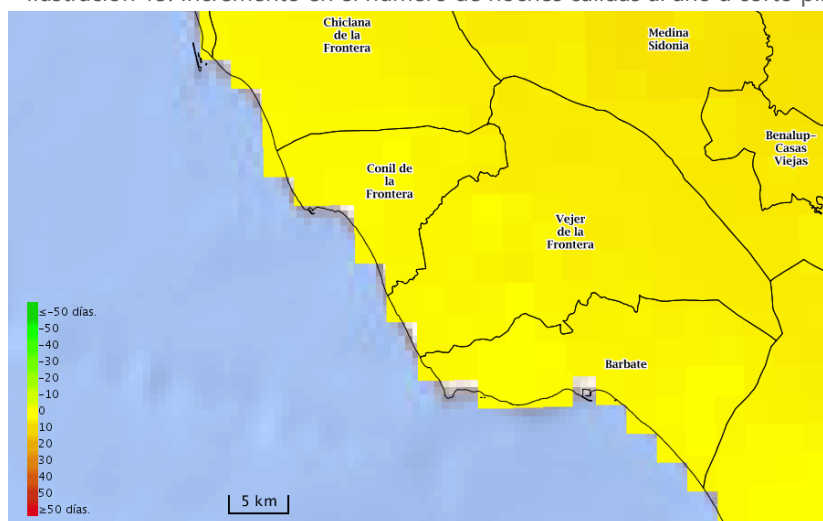 Chiclana
de la
Frontera
Medina
Sidonia
Benalup-
Casas
Viejas
Conil de
la
Frontera
Vejer
de la
Frontera
Barbate
≤-50 días.
-50
-40
-30
-20
-10
0
10
20
30
40
50
≥50 días.
5 km